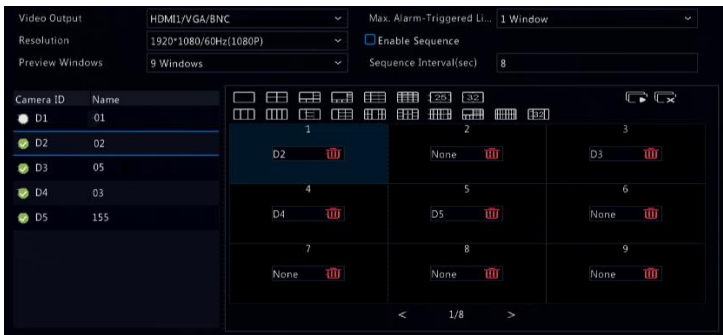 Video Output
HDMI1/VGA/BNC
Max. Alarm-Triggered Li...
1 Window
Resolution
1920*1080/60Hz(1080P)
Enable Sequence
Preview Windows
9 Windows
Sequence Interval(sec)
8
Camera ID
Name
D1
01
D2
02
D3
05
D4
03
D5
155
25
32
32
1
2
3
D2
None
D3
4
5
6
D4
D5
None
7
8
9
None
None
None
<
1/8
>